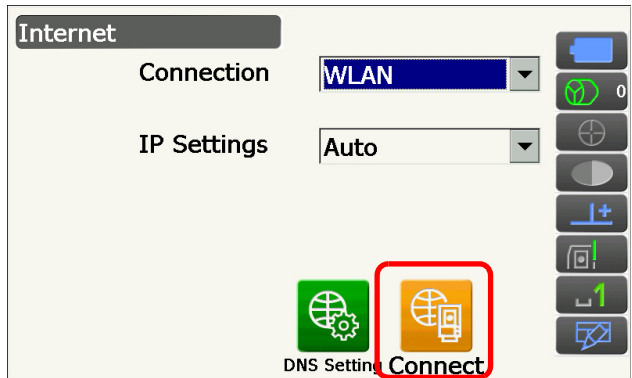 Internet
Connection WLAN
0
IP Settings Auto
1
DNS Setting Connect